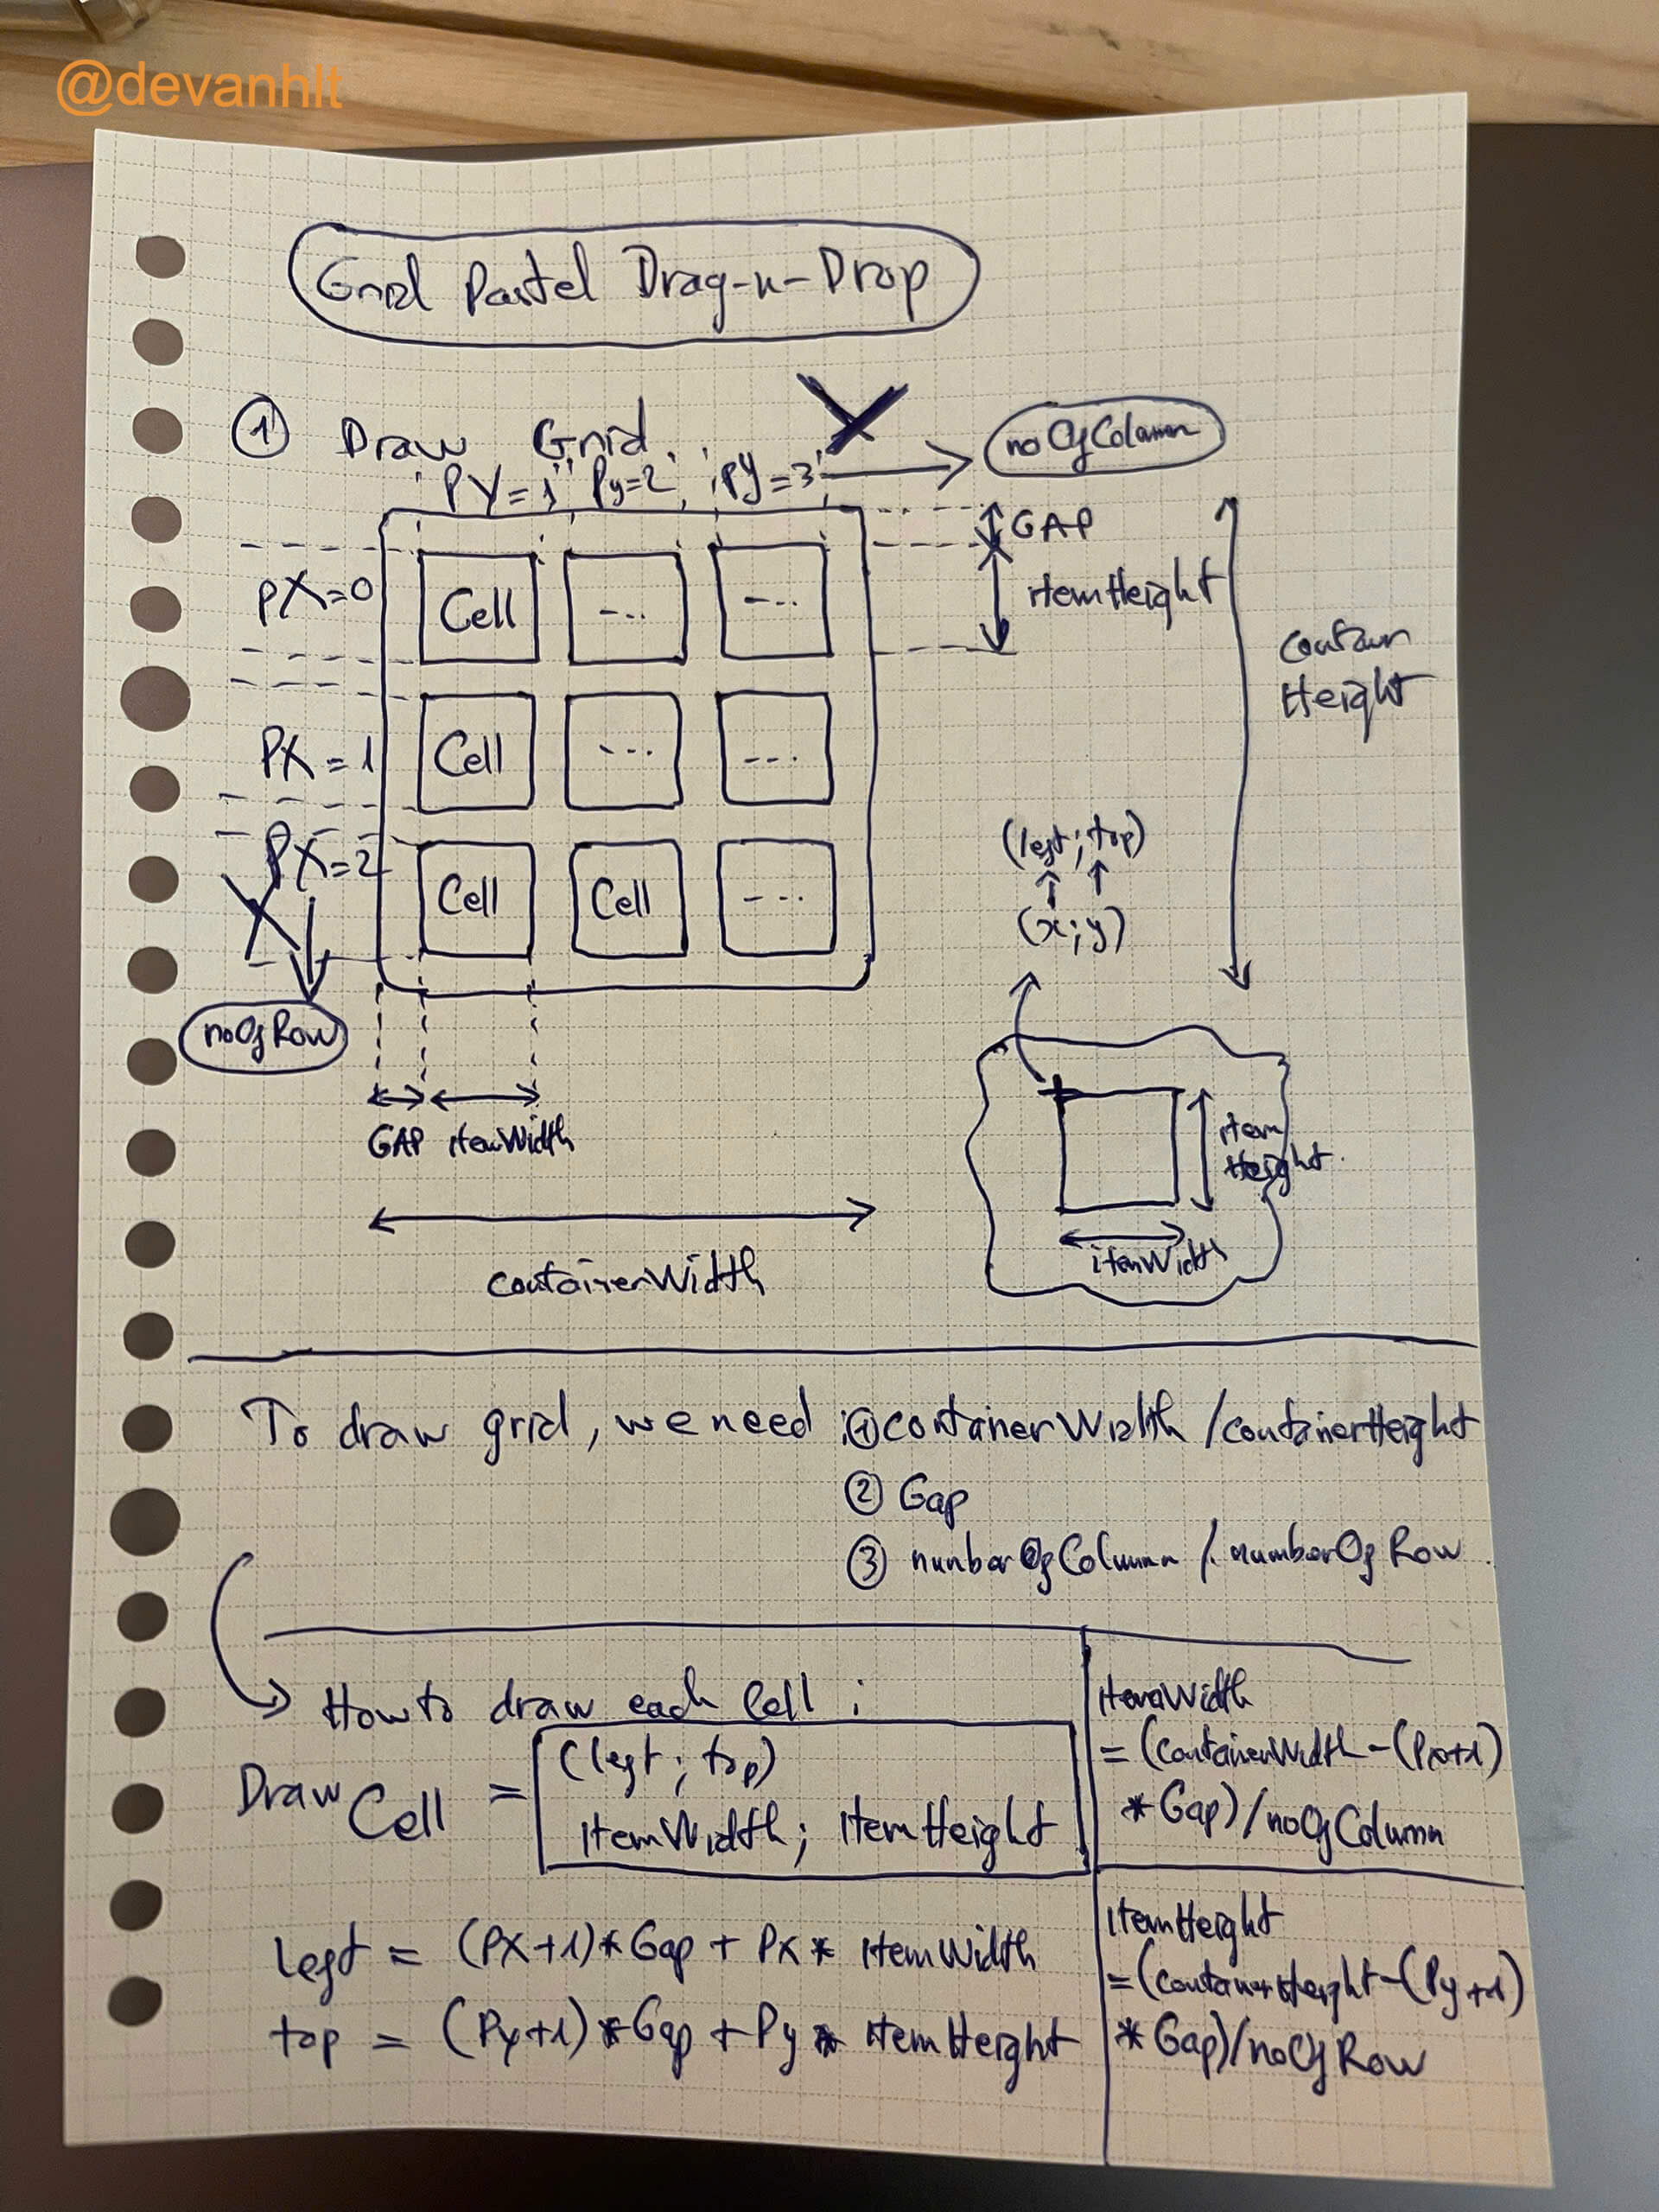 @devanhlt
Grid Pastel Drag-n-Drop
① Draw Grid.
noOfColumn
PY=1 Py=2 PY=3
GAP
PX=0
Cell -... -...
itemHeight
Contain
Height
PX=1
Cell -... -...
PX=2
(left; top)
Cell Cell -...
(x; y)
noOfRow
GAP itemWidth
item
Height.
itemWidth
containerWidth
To draw grid, we need : ① containerWidth / containerHeight
② Gap
③ numberOfColumn / numberOfRow.
How to draw each Cell :
Draw Cell =
(left; top)
itemWidth; itemHeight
itemWidth
= (ContainerWidth - (Px+1)
* Gap) / noOfColumn
left = (PX+1)*Gap + PX * itemWidth
top = (Py+1)*Gap + Py * itemHeight
itemHeight
= (containerHeight - (Py+1)
* Gap) / noOfRow